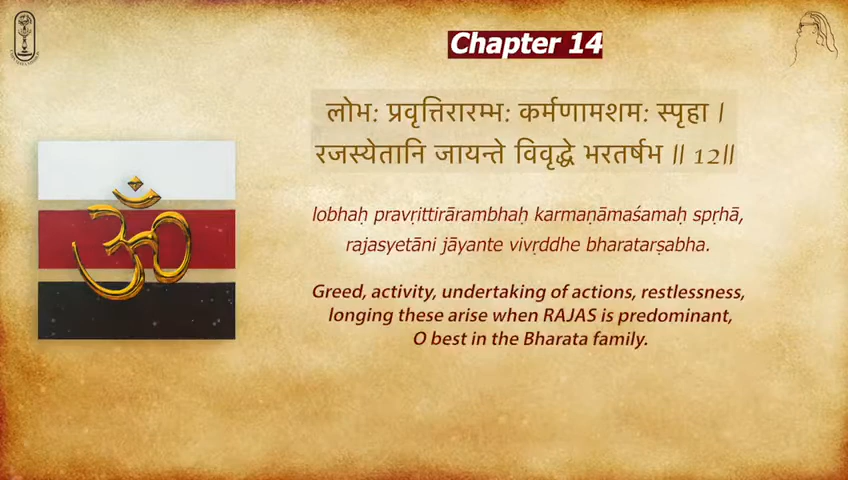 Chapter 14
लोभः प्रवृत्तिरारम्भः कर्मणामशमः स्पृहा ।
रजस्येतानि जायन्ते विवृद्धे भरतर्षभ ॥ 12॥
lobhaḥ pravṛittirārambhaḥ karmaṇāmaśamaḥ spṛhā,
rajasyetāni jāyante vivṛddhe bharatarṣabha.
Greed, activity, undertaking of actions, restlessness,
longing these arise when RAJAS is predominant,
O best in the Bharata family.